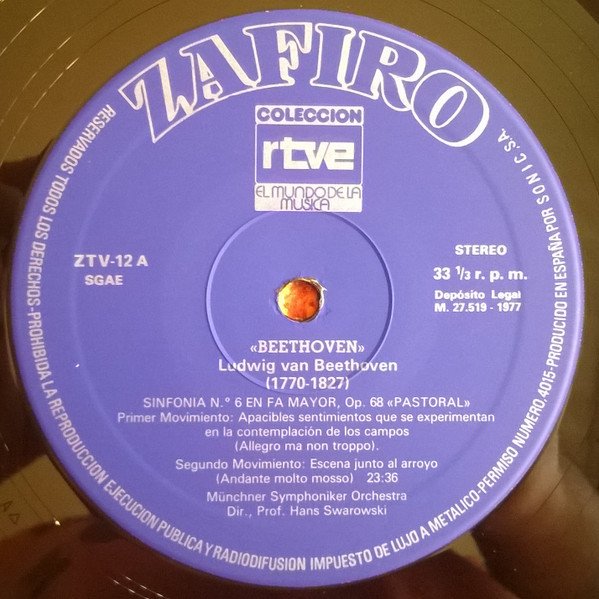 ZAFIRO
COLECCION
rtve
EL MUNDO DE LA
MUSICA
ZTV-12 A
SGAE
STEREO
33 1/3 r. p. m.
Depósito Legal
M. 27.519 - 1977
«BEETHOVEN»
Ludwig van Beethoven
(1770-1827)
SINFONIA N.º 6 EN FA MAYOR, Op. 68 «PASTORAL»
Primer Movimiento: Apacibles sentimientos que se experimentan
en la contemplación de los campos
(Allegro ma non troppo).
Segundo Movimiento: Escena junto al arroyo
(Andante molto mosso) 23:36
Münchner Symphoniker Orchestra
Dir., Prof. Hans Swarowski
RESERVADOS TODOS LOS DERECHOS-PROHIBIDA LA REPRODUCCION EJECUCION PUBLICA Y RADIODIFUSION IMPUESTO DE LUJO A METALICO-PERMISO NUMERO 4015-PRODUCIDO EN ESPAÑA POR S O N I C, S.A.